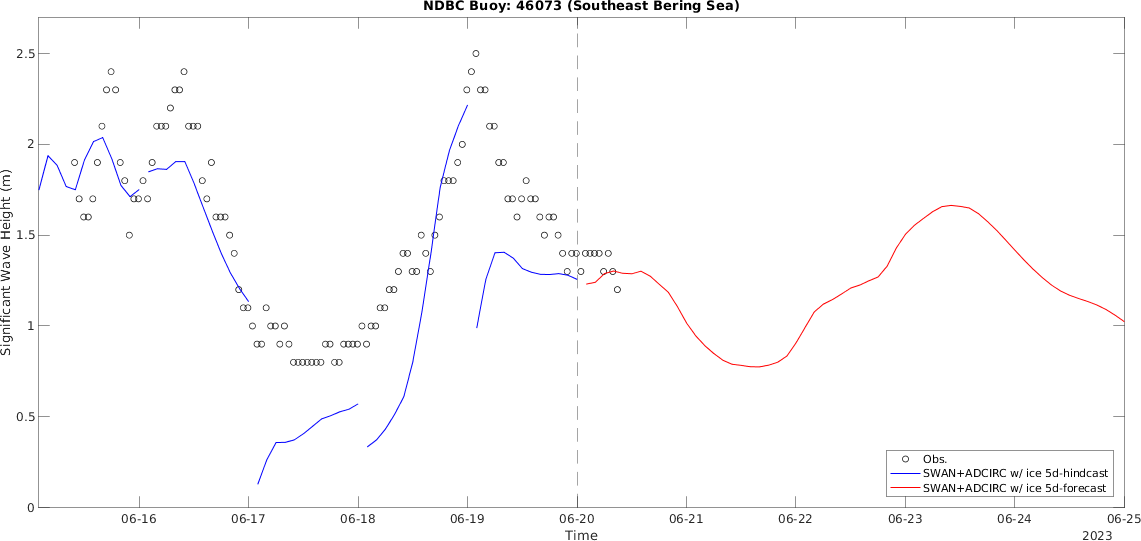 NDBC Buoy: 46073 (Southeast Bering Sea)
Significant Wave Height (m)
2.5
2
1.5
1
0.5
0
06-16 06-17 06-18 06-19 06-20 06-21 06-22 06-23 06-24 06-25
Time
2023
Obs.
SWAN+ADCIRC w/ ice 5d-hindcast
SWAN+ADCIRC w/ ice 5d-forecast